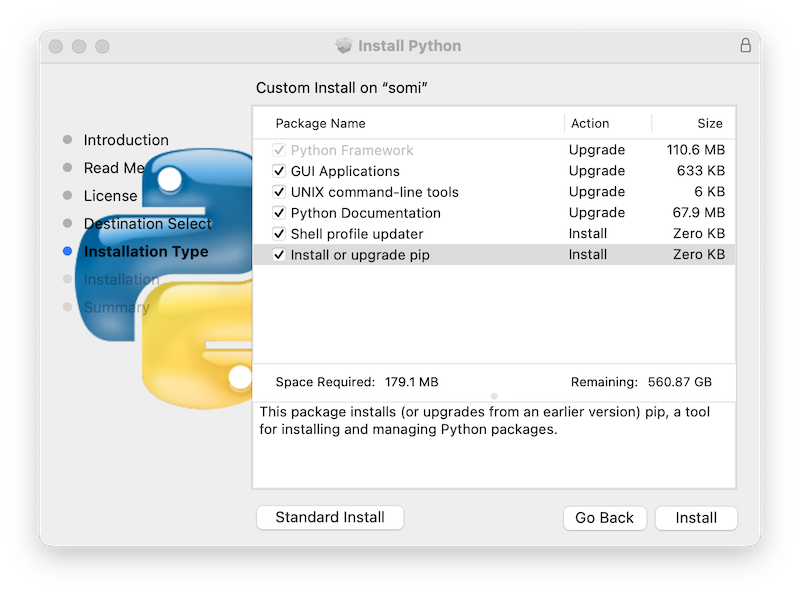 Install Python
Custom Install on “somi”
Introduction
Read Me
License
Destination Select
Installation Type
Installation
Summary
Package Name Action Size
Python Framework Upgrade 110.6 MB
GUI Applications Upgrade 633 KB
UNIX command-line tools Upgrade 6 KB
Python Documentation Upgrade 67.9 MB
Shell profile updater Install Zero KB
Install or upgrade pip Install Zero KB
Space Required: 179.1 MB Remaining: 560.87 GB
This package installs (or upgrades from an earlier version) pip, a tool
for installing and managing Python packages.
Standard Install Go Back Install